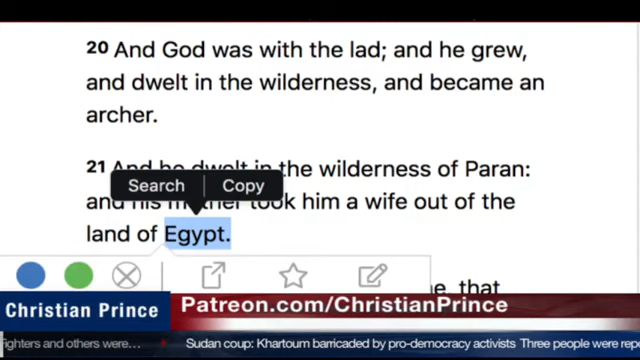 20 And God was with the lad; and he grew,
and dwelt in the wilderness, and became an
archer.
21 And he dwelt in the wilderness of Paran:
Search Copy
and his mother took him a wife out of the
land of Egypt.
that
Christian Prince
Patreon.com/ChristianPrince
Fighters and others were... Sudan coup: Khartoum barricaded by pro-democracy activists Three people were rep